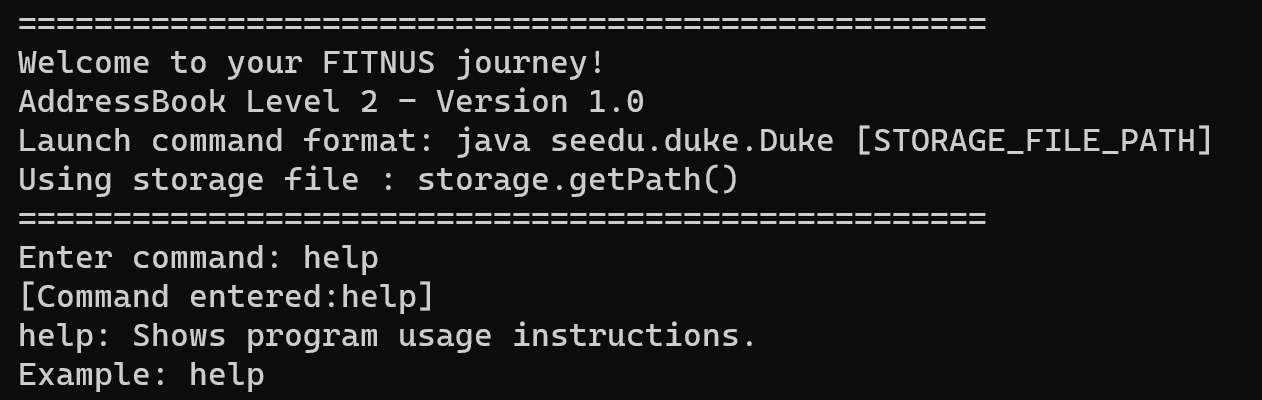 ===================================================
Welcome to your FITNUS journey!
AddressBook Level 2 - Version 1.0
Launch command format: java seedu.duke.Duke [STORAGE_FILE_PATH]
Using storage file : storage.getPath()
===================================================
Enter command: help
[Command entered:help]
help: Shows program usage instructions.
Example: help